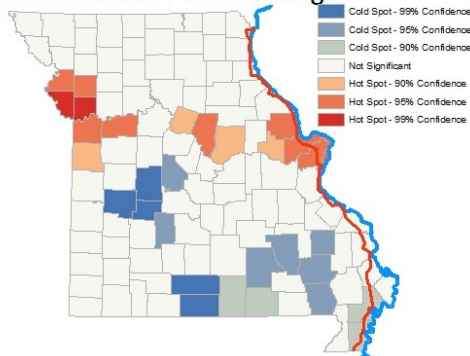 Cold Spot - 99% Confidence
Cold Spot - 95% Confidence
Cold Spot - 90% Confidence
Not Significant
Hot Spot - 90% Confidence
Hot Spot - 95% Confidence
Hot Spot - 99% Confidence